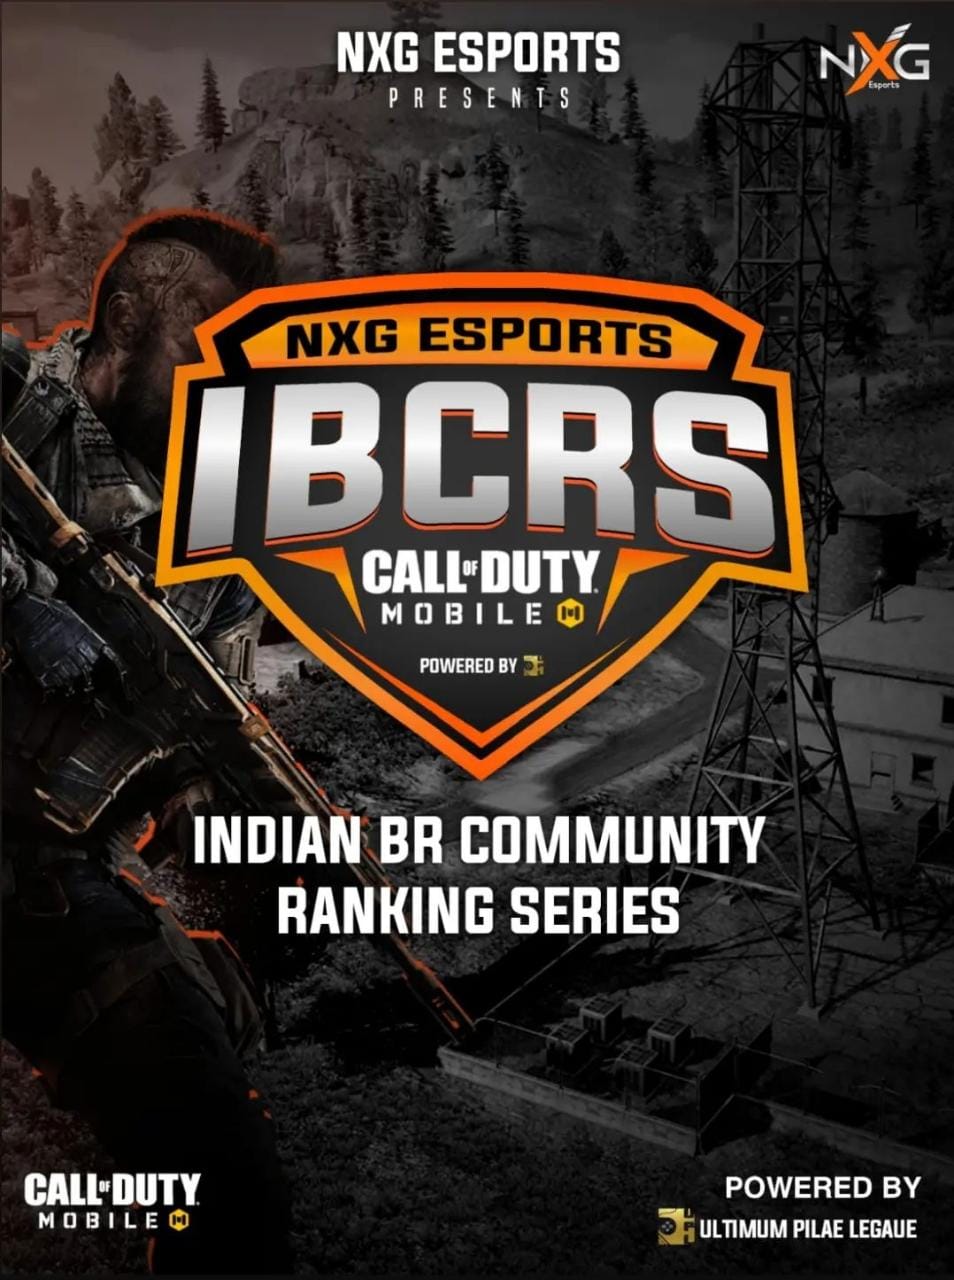 NXG ESPORTS
PRESENTS
NXG
Esports
NXG ESPORTS
IBCRS
CALL OF DUTY
MOBILE
POWERED BY
INDIAN BR COMMUNITY
RANKING SERIES
CALL OF DUTY
MOBILE
POWERED BY
ULTIMUM PILAE LEGAUE